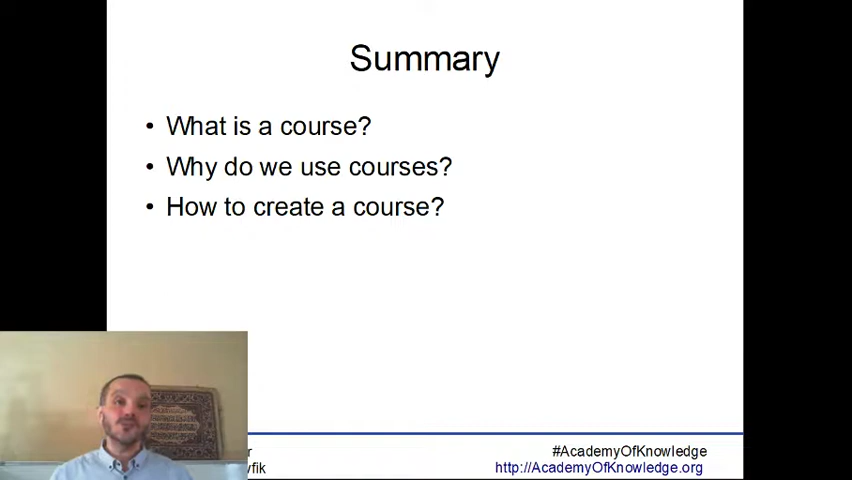 Summary
• What is a course?
• Why do we use courses?
• How to create a course?
#AcademyOfKnowledge
http://AcademyOfKnowledge.org